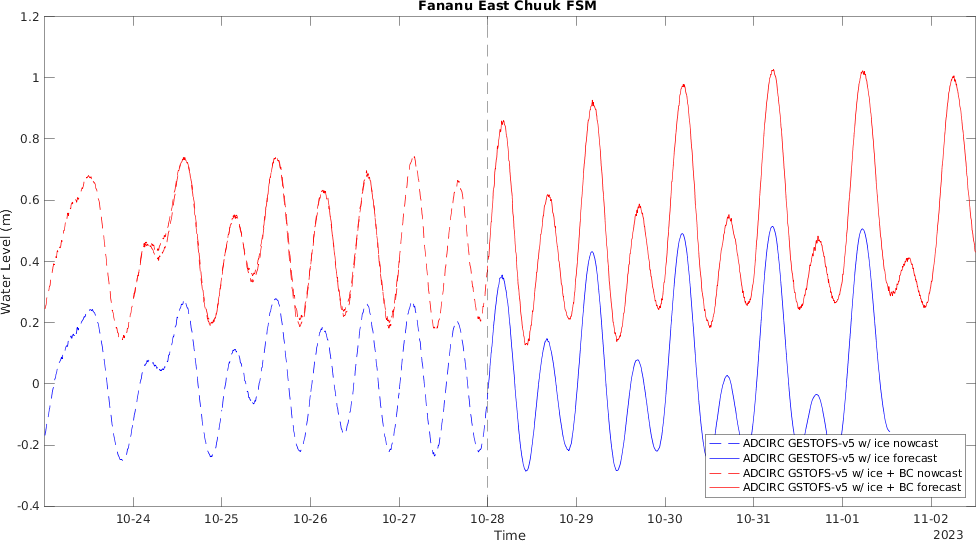 Fananu East Chuuk FSM
1.2
1
0.8
0.6
0.4
0.2
0
-0.2
-0.4
Water Level (m)
ADCIRC GESTOFS-v5 w/ ice nowcast
ADCIRC GESTOFS-v5 w/ ice forecast
ADCIRC GSTOFS-v5 w/ ice + BC nowcast
ADCIRC GSTOFS-v5 w/ ice + BC forecast
10-24 10-25 10-26 10-27 10-28 10-29 10-30 10-31 11-01 11-02
Time
2023